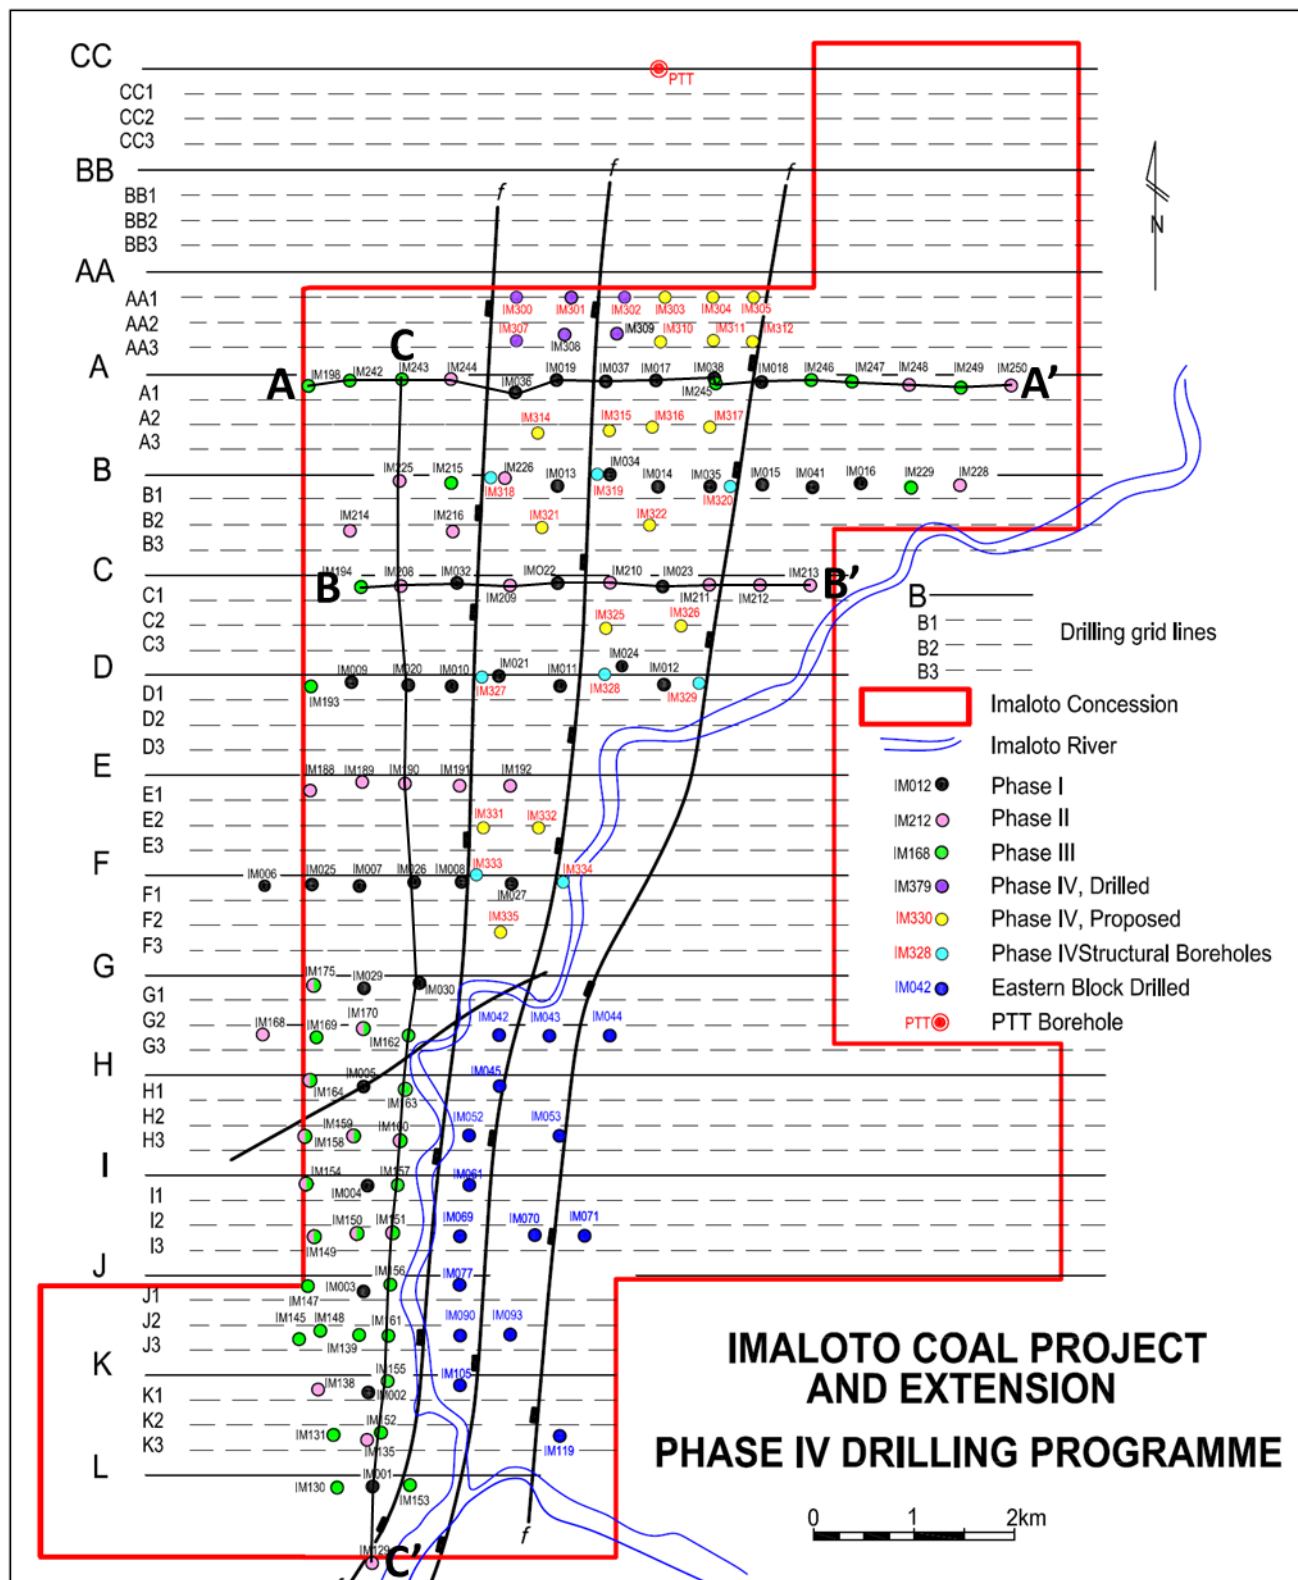 CC
PTT
CC1
CC2
CC3
BB
f
f
f
BB1
BB2
BB3
N
AA
AA1
IM300
IM301
IM302
IM303
IM304
IM305
AA2
IM307
IM308
IM309
IM310
IM311
IM312
AA3
C
A
A
IM198
IM242
IM243
IM244
IM036
IM019
IM037
IM017
IM038
IM245
IM018
IM246
IM247
IM248
IM249
IM250
A'
A1
A2
IM314
IM315
IM316
IM317
A3
B
IM225
IM215
IM226
IM318
IM013
IM034
IM319
IM014
IM035
IM320
IM015
IM041
IM016
IM229
IM228
B1
B2
IM214
IM216
IM321
IM322
B3
C
B
IM194
IM208
IM032
IM209
IMO22
IM210
IM023
IM211
IM212
IM213
B'
C1
C2
IM325
IM326
C3
D
IM193
IM009
IM020
IM010
IM327
IM021
IM011
IM024
IM328
IM012
IM329
D1
D2
D3
E
IM188
IM189
IM190
IM191
IM192
E1
E2
IM331
IM332
E3
F
IM006
IM025
IM007
IM026
IM008
IM333
IM027
IM334
F1
F2
IM335
F3
G
IM175
IM029
IM030
G1
G2
IM168
IM169
IM170
IM162
IM042
IM043
IM044
G3
H
IM164
IM005
IM163
IM045
H1
H2
IM159
IM158
IM160
IM052
IM053
H3
I
IM154
IM004
IM157
IM061
I1
I2
IM149
IM150
IM151
IM069
IM070
IM071
I3
J
IM147
IM003
IM156
IM077
J1
J2
IM145
IM148
IM139
IM161
IM090
IM093
J3
K
IM138
IM155
IM002
IM105
K1
K2
IM131
IM152
IM135
IM119
K3
L
IM130
IM001
IM153
f
IM129
C'
B
B1
B2
B3
Drilling grid lines
Imaloto Concession
Imaloto River
IM012 Phase I
IM212 Phase II
IM168 Phase III
IM379 Phase IV, Drilled
IM330 Phase IV, Proposed
IM328 Phase IVStructural Boreholes
IM042 Eastern Block Drilled
PTT PTT Borehole
IMALOTO COAL PROJECT
AND EXTENSION
PHASE IV DRILLING PROGRAMME
0 1 2km